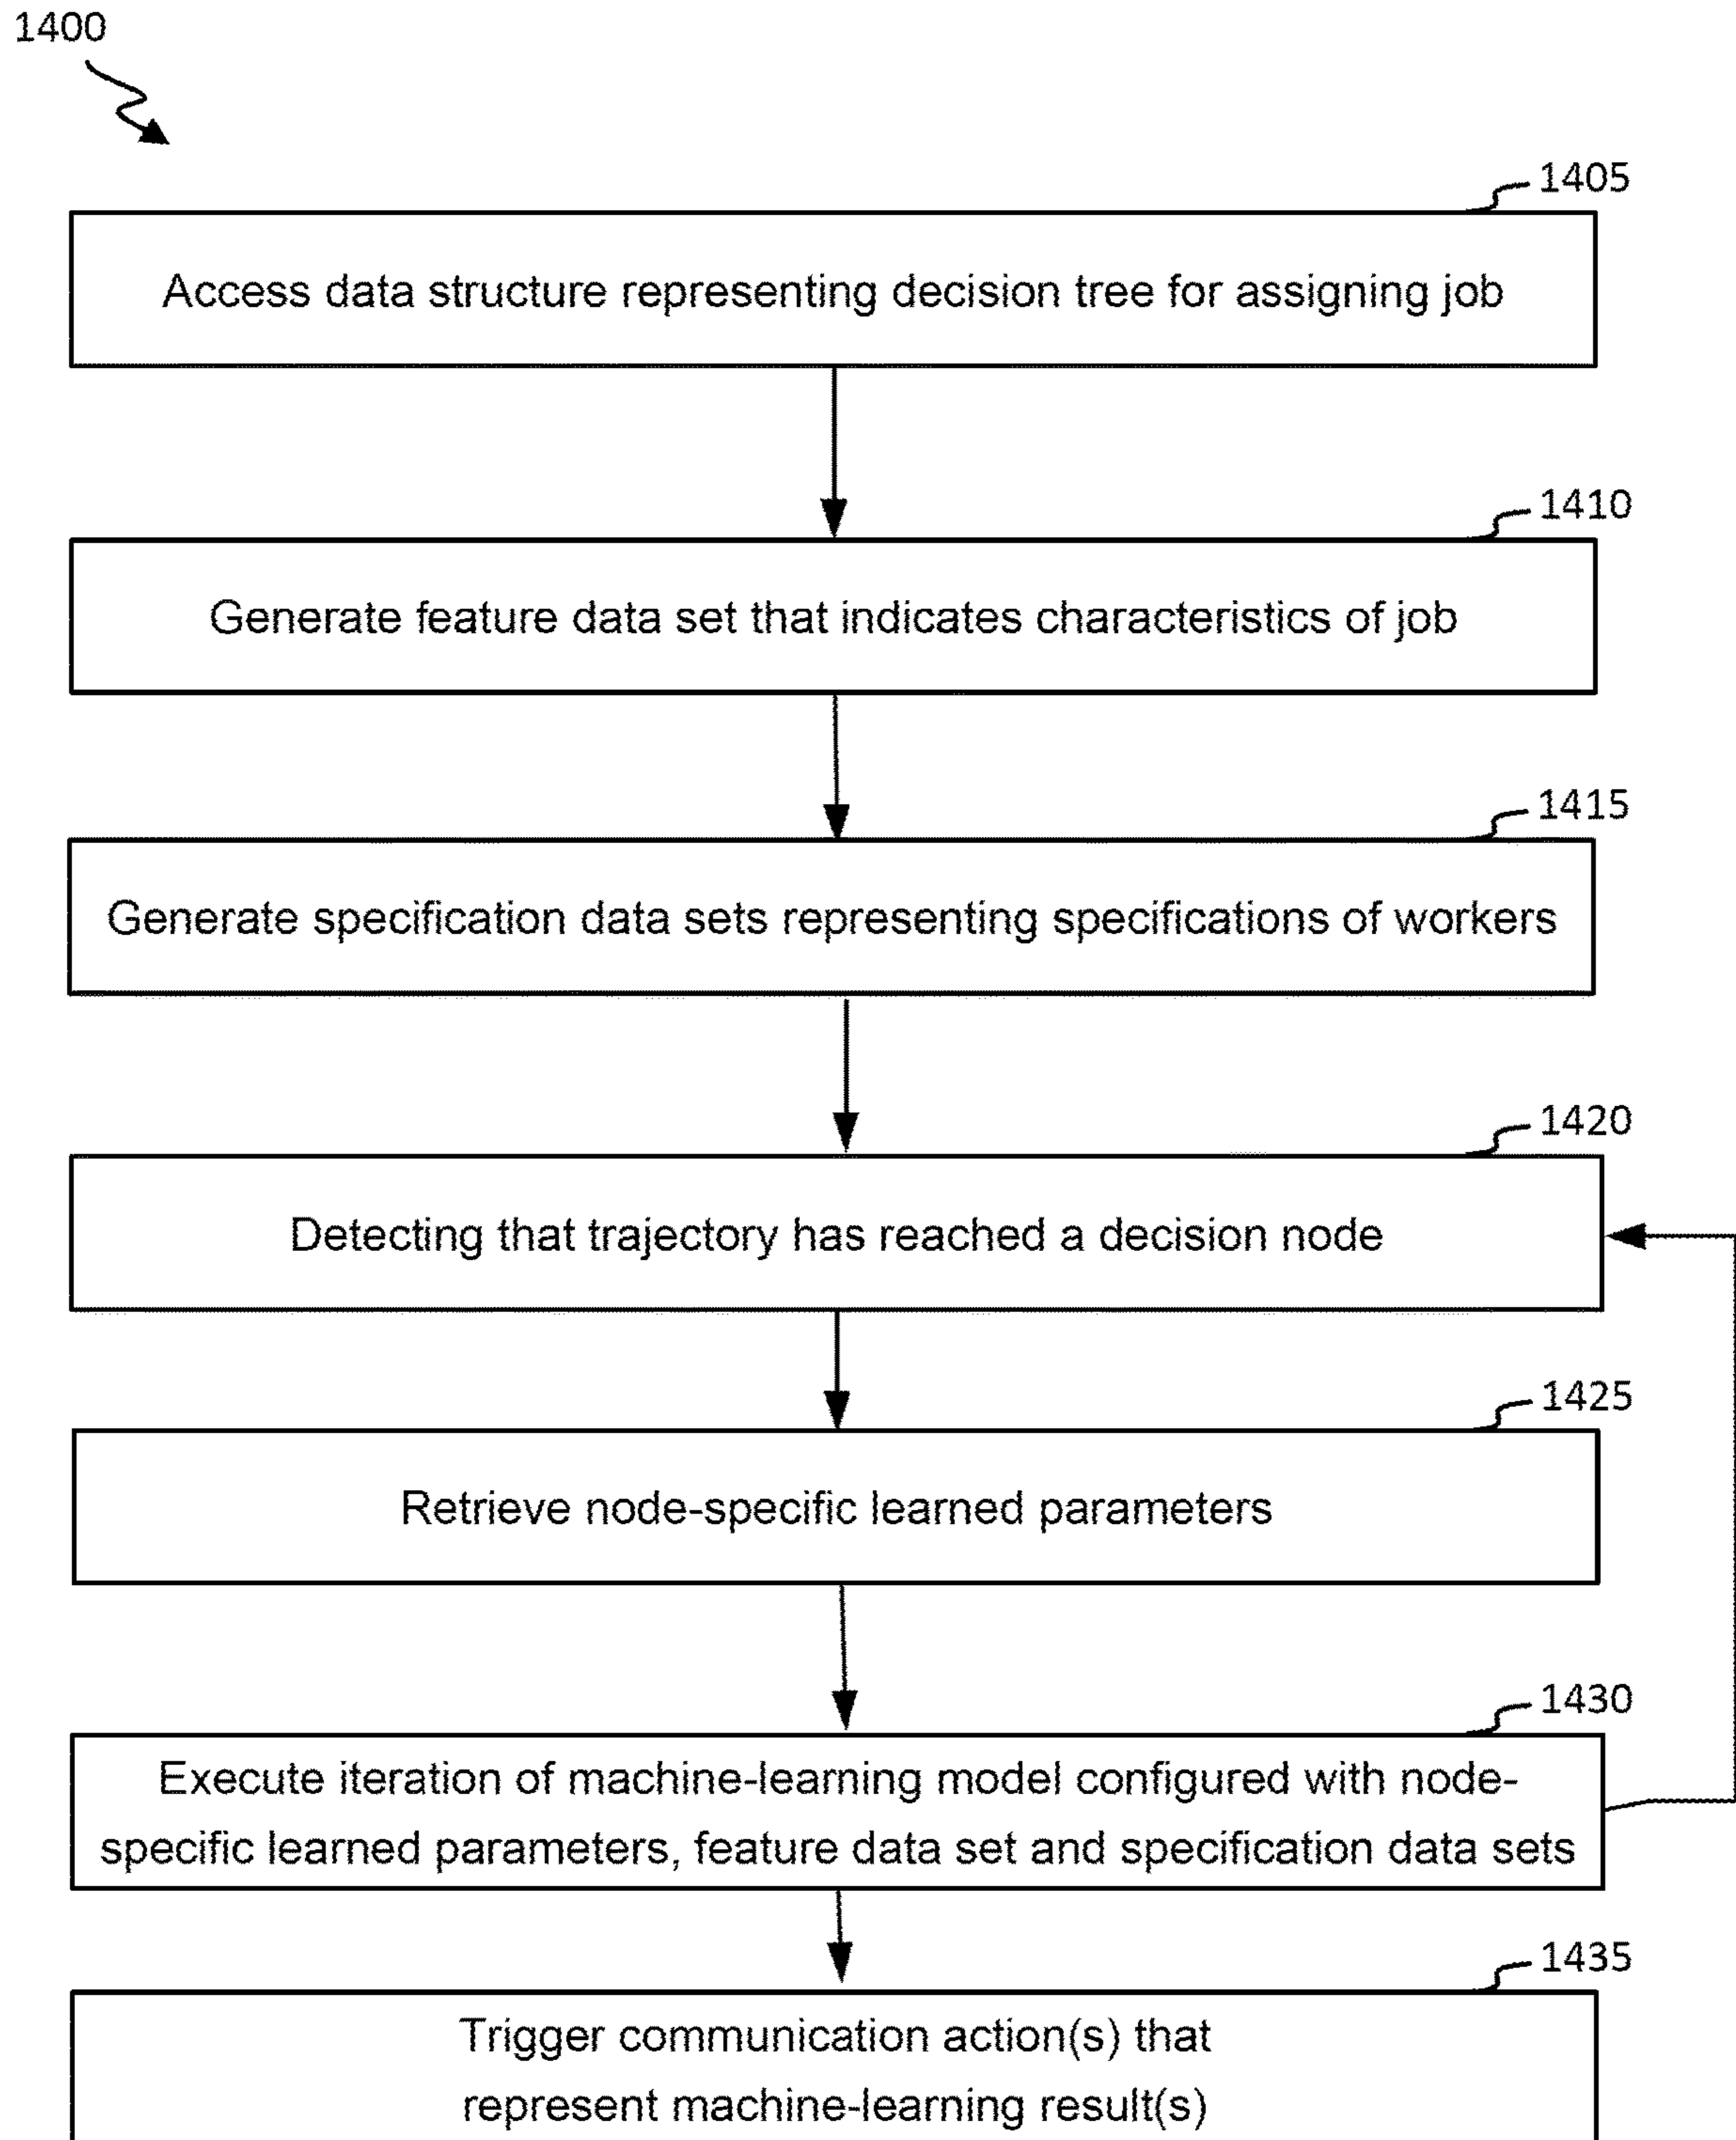 1400
1405
Access data structure representing decision tree for assigning job
1410
Generate feature data set that indicates characteristics of job
1415
Generate specification data sets representing specifications of workers
1420
Detecting that trajectory has reached a decision node
1425
Retrieve node-specific learned parameters
1430
Execute iteration of machine-learning model configured with node-
specific learned parameters, feature data set and specification data sets
1435
Trigger communication action(s) that
represent machine-learning result(s)